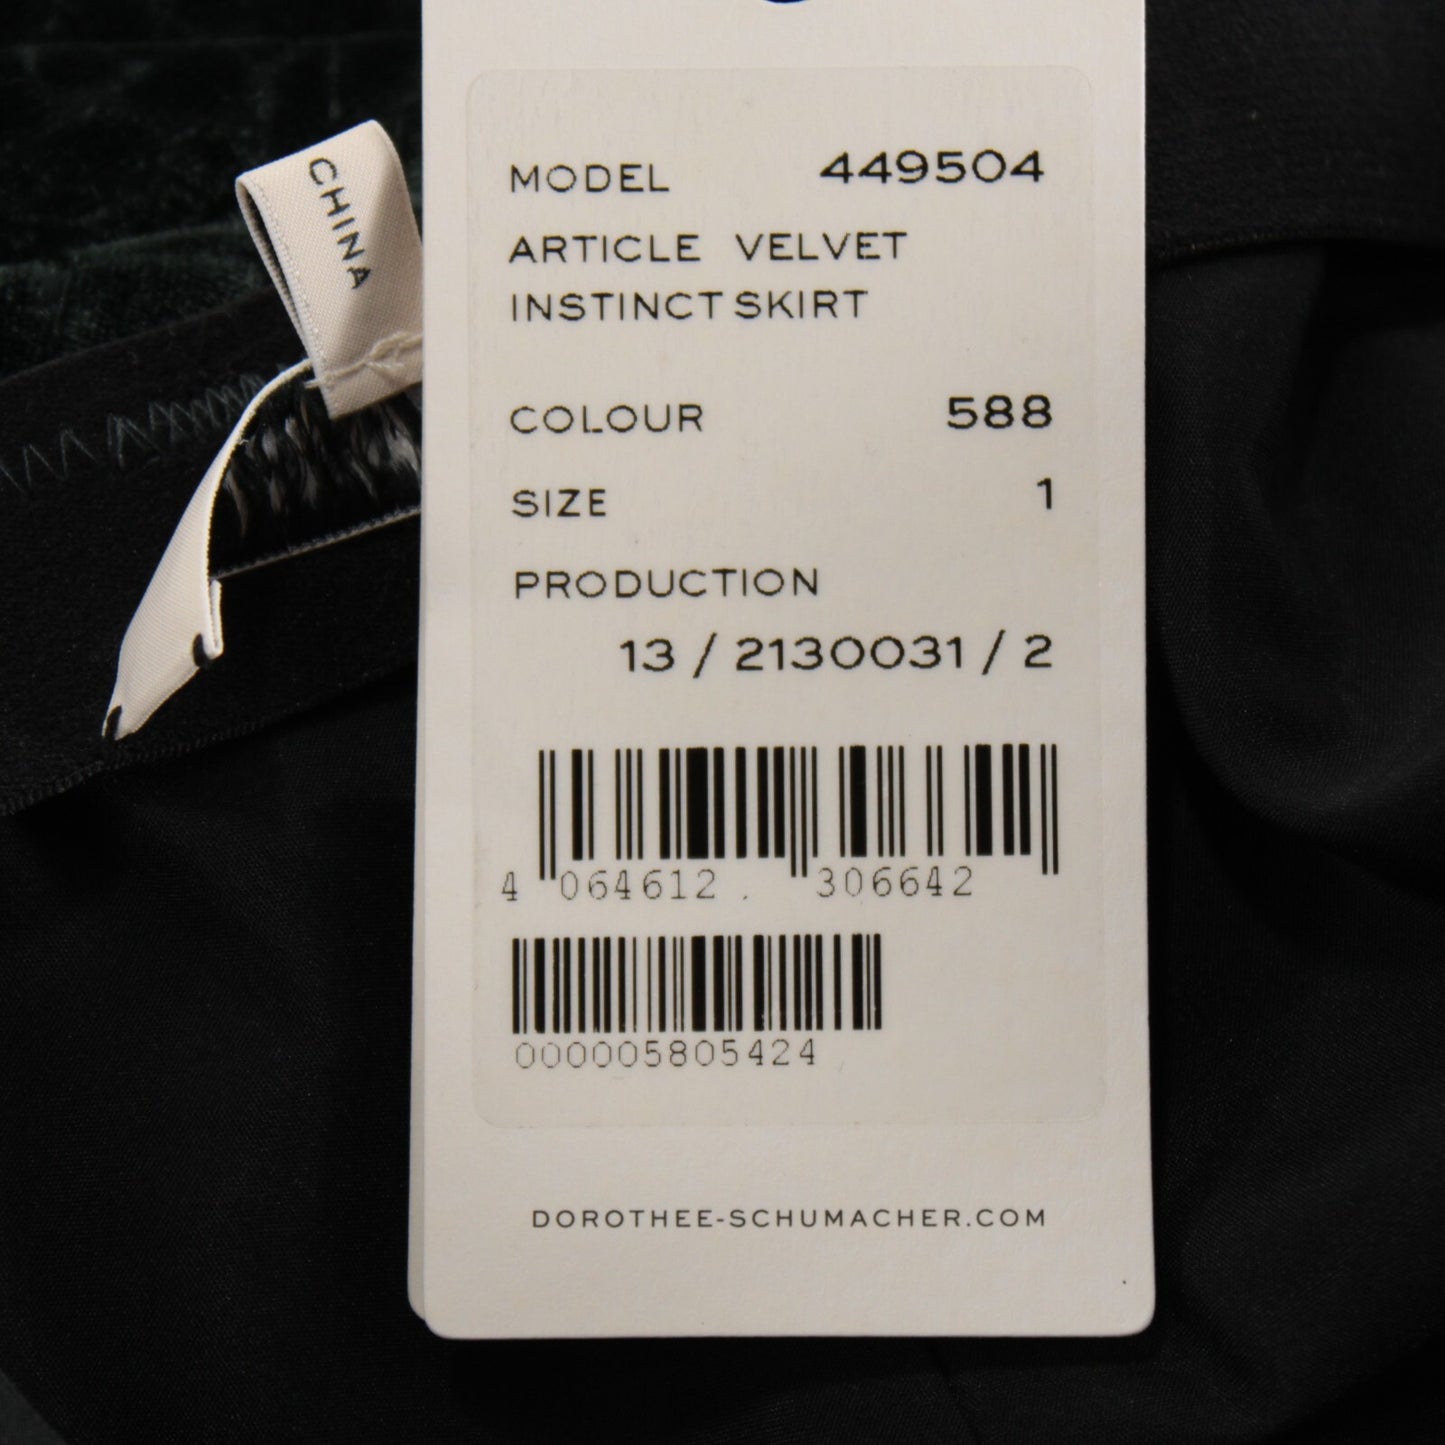 CHINA
MODEL 449504
ARTICLE VELVET
INSTINCT SKIRT
COLOUR 588
SIZE 1
PRODUCTION
13 / 2130031 / 2
4 064612 306642
000005805424
DOROTHEE-SCHUMACHER.COM